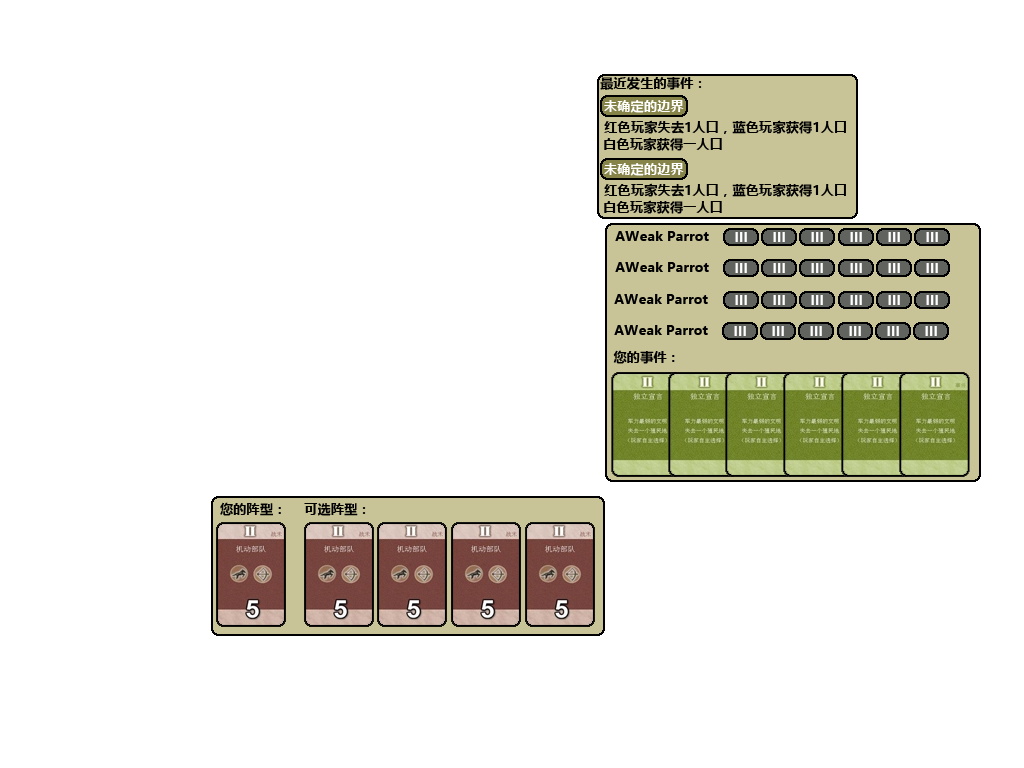 最近发生的事件：
未确定的边界
红色玩家失去1人口，蓝色玩家获得1人口
白色玩家获得一人口
未确定的边界
红色玩家失去1人口，蓝色玩家获得1人口
白色玩家获得一人口
AWeak Parrot III III III III III III
AWeak Parrot III III III III III III
AWeak Parrot III III III III III III
AWeak Parrot III III III III III III
您的事件：
II II II II II II
独立宣言 独立宣言 独立宣言 独立宣言 独立宣言 独立宣言
军力最弱的文明 军力最弱的文明 军力最弱的文明 军力最弱的文明 军力最弱的文明 军力最弱的文明
失去一个殖民地 失去一个殖民地 失去一个殖民地 失去一个殖民地 失去一个殖民地 失去一个殖民地
（玩家自主选择） （玩家自主选择） （玩家自主选择） （玩家自主选择） （玩家自主选择） （玩家自主选择）
您的阵型： 可选阵型：
II II II II II
战术 战术 战术 战术 战术
机动部队 机动部队 机动部队 机动部队 机动部队
5 5 5 5 5